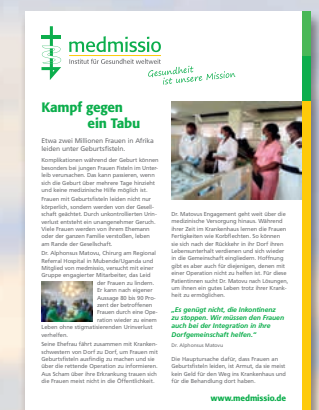 medmissio
Institut für Gesundheit weltweit
Gesundheit
ist unsere Mission
Kampf gegen
ein Tabu
Etwa zwei Millionen Frauen in Afrika
leiden unter Geburtsfisteln.
Komplikationen während der Geburt können
besonders bei jungen Frauen Fisteln im Unter-
leib verursachen. Das kann passieren, wenn
sich die Geburt über mehrere Tage hinzieht
und keine medizinische Hilfe möglich ist.
Frauen mit Geburtsfisteln leiden nicht nur
körperlich, sondern werden von der Gesell-
schaft geächtet. Durch unkontrollierten Urin-
verlust entsteht ein unangenehmer Geruch.
Viele Frauen werden von ihrem Ehemann
oder der ganzen Familie verstoßen, leben
am Rande der Gesellschaft.
Dr. Alphonsus Matovu, Chirurg am Regional
Referral Hospital in Mubende/Uganda und
Mitglied von medmissio, versucht mit einer
Gruppe engagierter Mitarbeiter, das Leid
der Frauen zu lindern.
Er kann nach eigener
Aussage 80 bis 90 Pro-
zent der betroffenen
Frauen durch eine Ope-
ration wieder zu einem
Leben ohne stigmatisierenden Urinverlust
verhelfen.
Seine Ehefrau fährt zusammen mit Kranken-
schwestern von Dorf zu Dorf, um Frauen mit
Geburtsfisteln ausfindig zu machen und sie
über die rettende Operation zu informieren.
Aus Scham über ihre Erkrankung trauen sich
die Frauen meist nicht in die Öffentlichkeit.
Dr. Matovus Engagement geht weit über die
medizinische Versorgung hinaus. Während
ihrer Zeit im Krankenhaus lernen die Frauen
Fertigkeiten wie Korbflechten. So können
sie sich nach der Rückkehr in ihr Dorf ihren
Lebensunterhalt verdienen und sich wieder
in die Gemeinschaft eingliedern. Hoffnung
gibt es aber auch für diejenigen, denen mit
einer Operation nicht zu helfen ist. Für diese
Patientinnen sucht Dr. Matovu nach Lösungen,
um ihnen ein gutes Leben trotz ihrer Krank-
heit zu ermöglichen.
„Es genügt nicht, die Inkontinenz
zu stoppen. Wir müssen den Frauen
auch bei der Integration in ihre
Dorfgemeinschaft helfen.“
Dr. Alphonsus Matovu
Die Hauptursache dafür, dass Frauen an
Geburtsfisteln leiden, ist Armut, da sie meist
kein Geld für den Weg ins Krankenhaus und
für die Behandlung dort haben.
www.medmissio.de